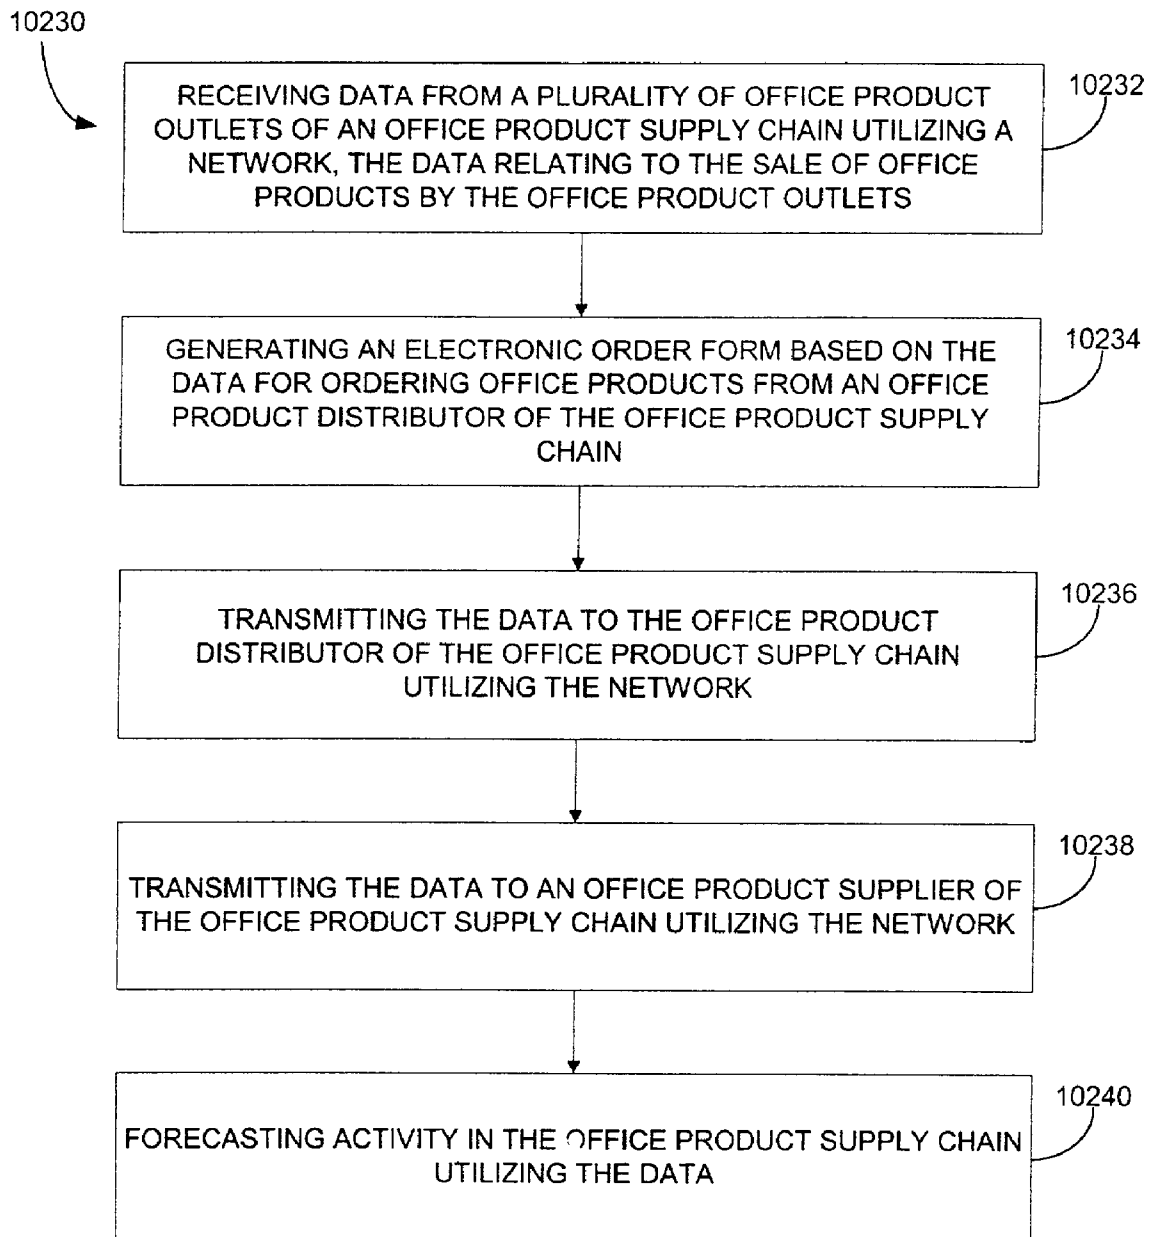 10230
RECEIVING DATA FROM A PLURALITY OF OFFICE PRODUCT
OUTLETS OF AN OFFICE PRODUCT SUPPLY CHAIN UTILIZING A
NETWORK, THE DATA RELATING TO THE SALE OF OFFICE
PRODUCTS BY THE OFFICE PRODUCT OUTLETS
10232
GENERATING AN ELECTRONIC ORDER FORM BASED ON THE
DATA FOR ORDERING OFFICE PRODUCTS FROM AN OFFICE
PRODUCT DISTRIBUTOR OF THE OFFICE PRODUCT SUPPLY
CHAIN
10234
TRANSMITTING THE DATA TO THE OFFICE PRODUCT
DISTRIBUTOR OF THE OFFICE PRODUCT SUPPLY CHAIN
UTILIZING THE NETWORK
10236
TRANSMITTING THE DATA TO AN OFFICE PRODUCT SUPPLIER OF
THE OFFICE PRODUCT SUPPLY CHAIN UTILIZING THE NETWORK
10238
FORECASTING ACTIVITY IN THE OFFICE PRODUCT SUPPLY CHAIN
UTILIZING THE DATA
10240